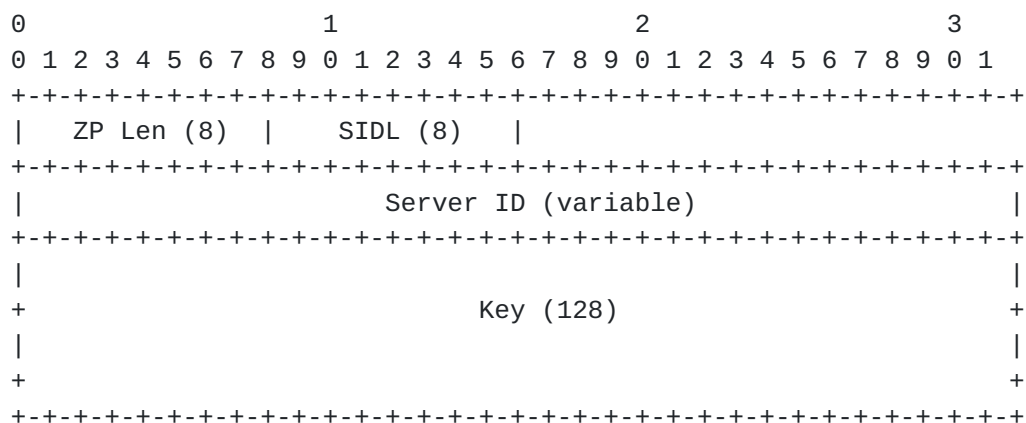 0                   1                   2                   3
0 1 2 3 4 5 6 7 8 9 0 1 2 3 4 5 6 7 8 9 0 1 2 3 4 5 6 7 8 9 0 1
+-+-+-+-+-+-+-+-+-+-+-+-+-+-+-+-+-+-+-+-+-+-+-+-+-+-+-+-+-+-+-+-+
|   ZP Len (8)  |    SIDL (8)   |
+-+-+-+-+-+-+-+-+-+-+-+-+-+-+-+-+-+-+-+-+-+-+-+-+-+-+-+-+-+-+-+-+
|                       Server ID (variable)                    |
+-+-+-+-+-+-+-+-+-+-+-+-+-+-+-+-+-+-+-+-+-+-+-+-+-+-+-+-+-+-+-+-+
|                                                               |
+                             Key (128)                         +
|                                                               |
+                                                               +
+-+-+-+-+-+-+-+-+-+-+-+-+-+-+-+-+-+-+-+-+-+-+-+-+-+-+-+-+-+-+-+-+